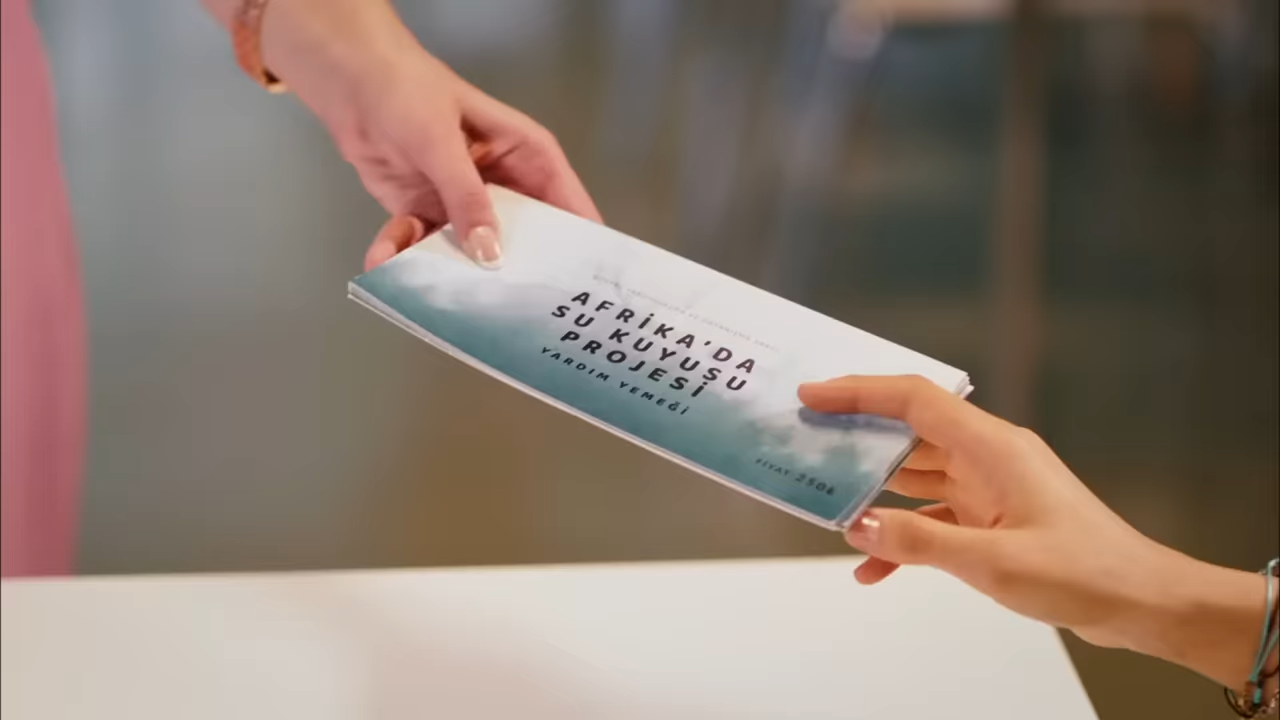 AFRİKA'DA
SU KUYUSU
PROJESİ
YARDIM YEMEĞİ
FİYAT 250₺